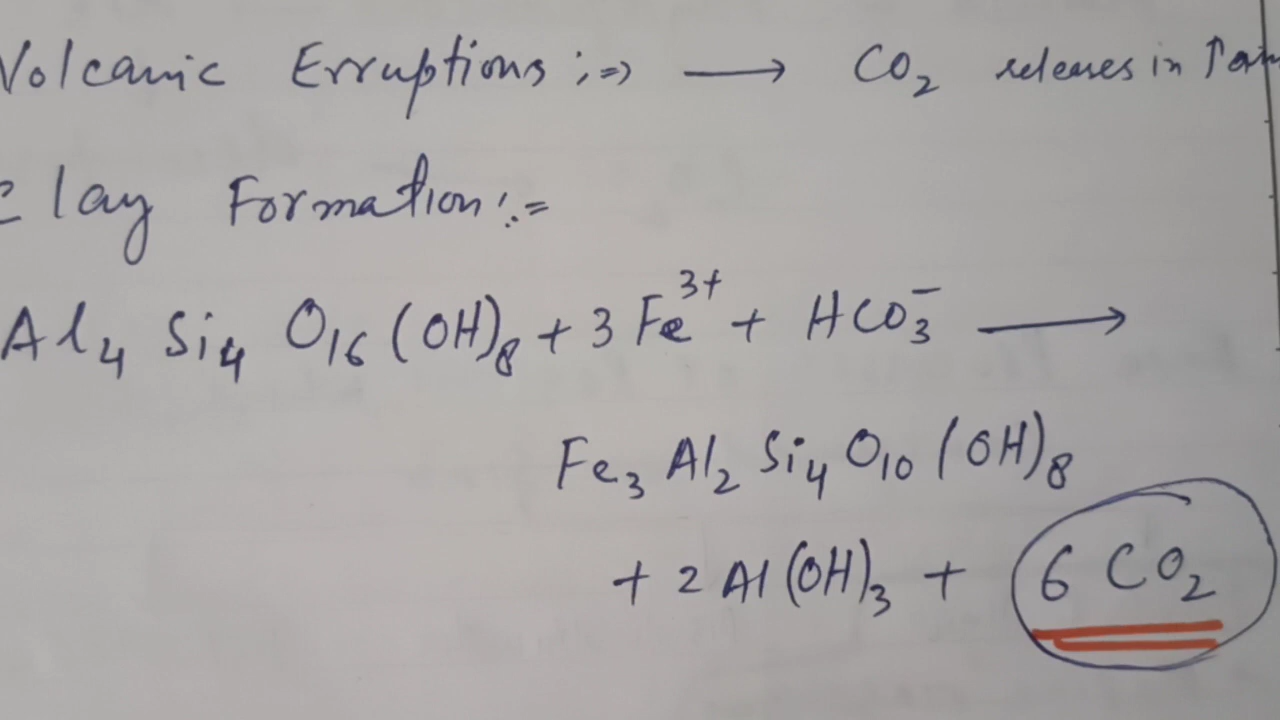 Volcanic Erruptions :⇒ → CO₂ releases in
Clay Formation :=
Al₄ Si₄ O₁₆ (OH)₈ + 3 Fe³⁺ + HCO₃⁻ →
Fe₃ Al₂ Si₄ O₁₀ (OH)₈
+ 2 Al (OH)₃ + 6 CO₂